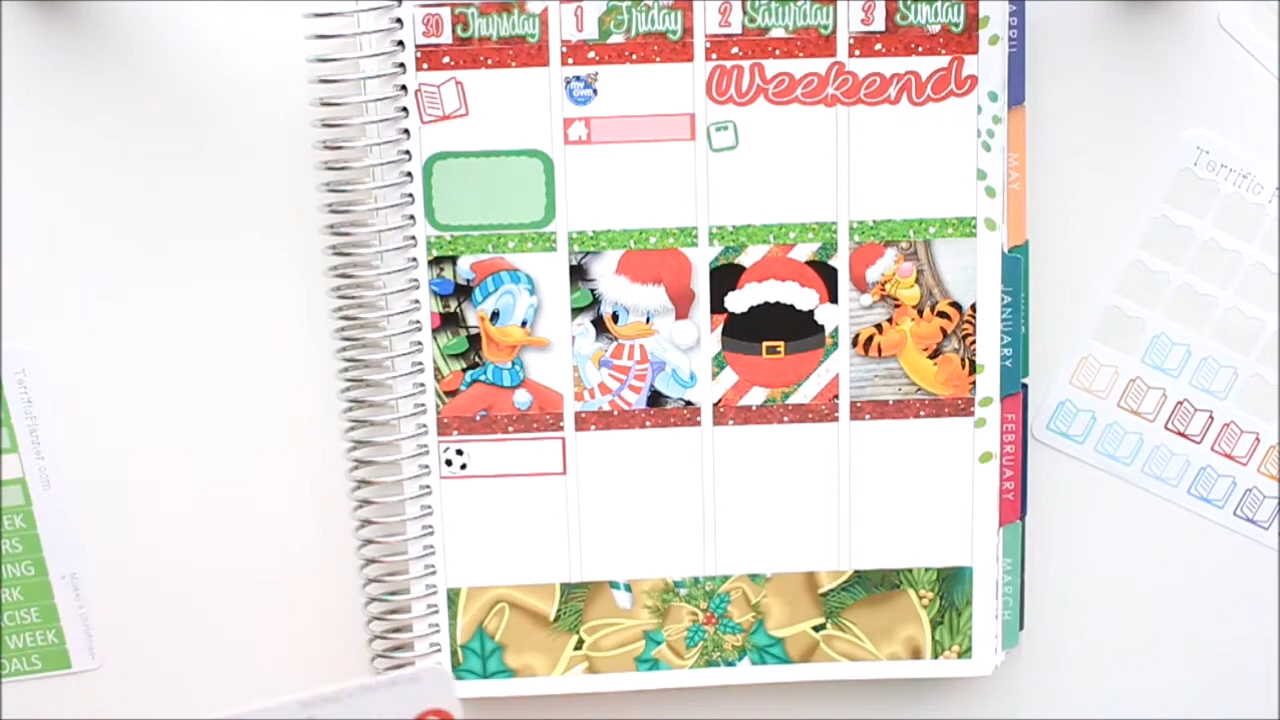 30 Thursday
1 Friday
2 Saturday
3 Sunday
my own
Weekend
APRIL
MAY
JANUARY
FEBRUARY
MARCH
Terrific
TerrificPlanner.com
EK
RS
ING
RK
CISE
WEEK
OALS